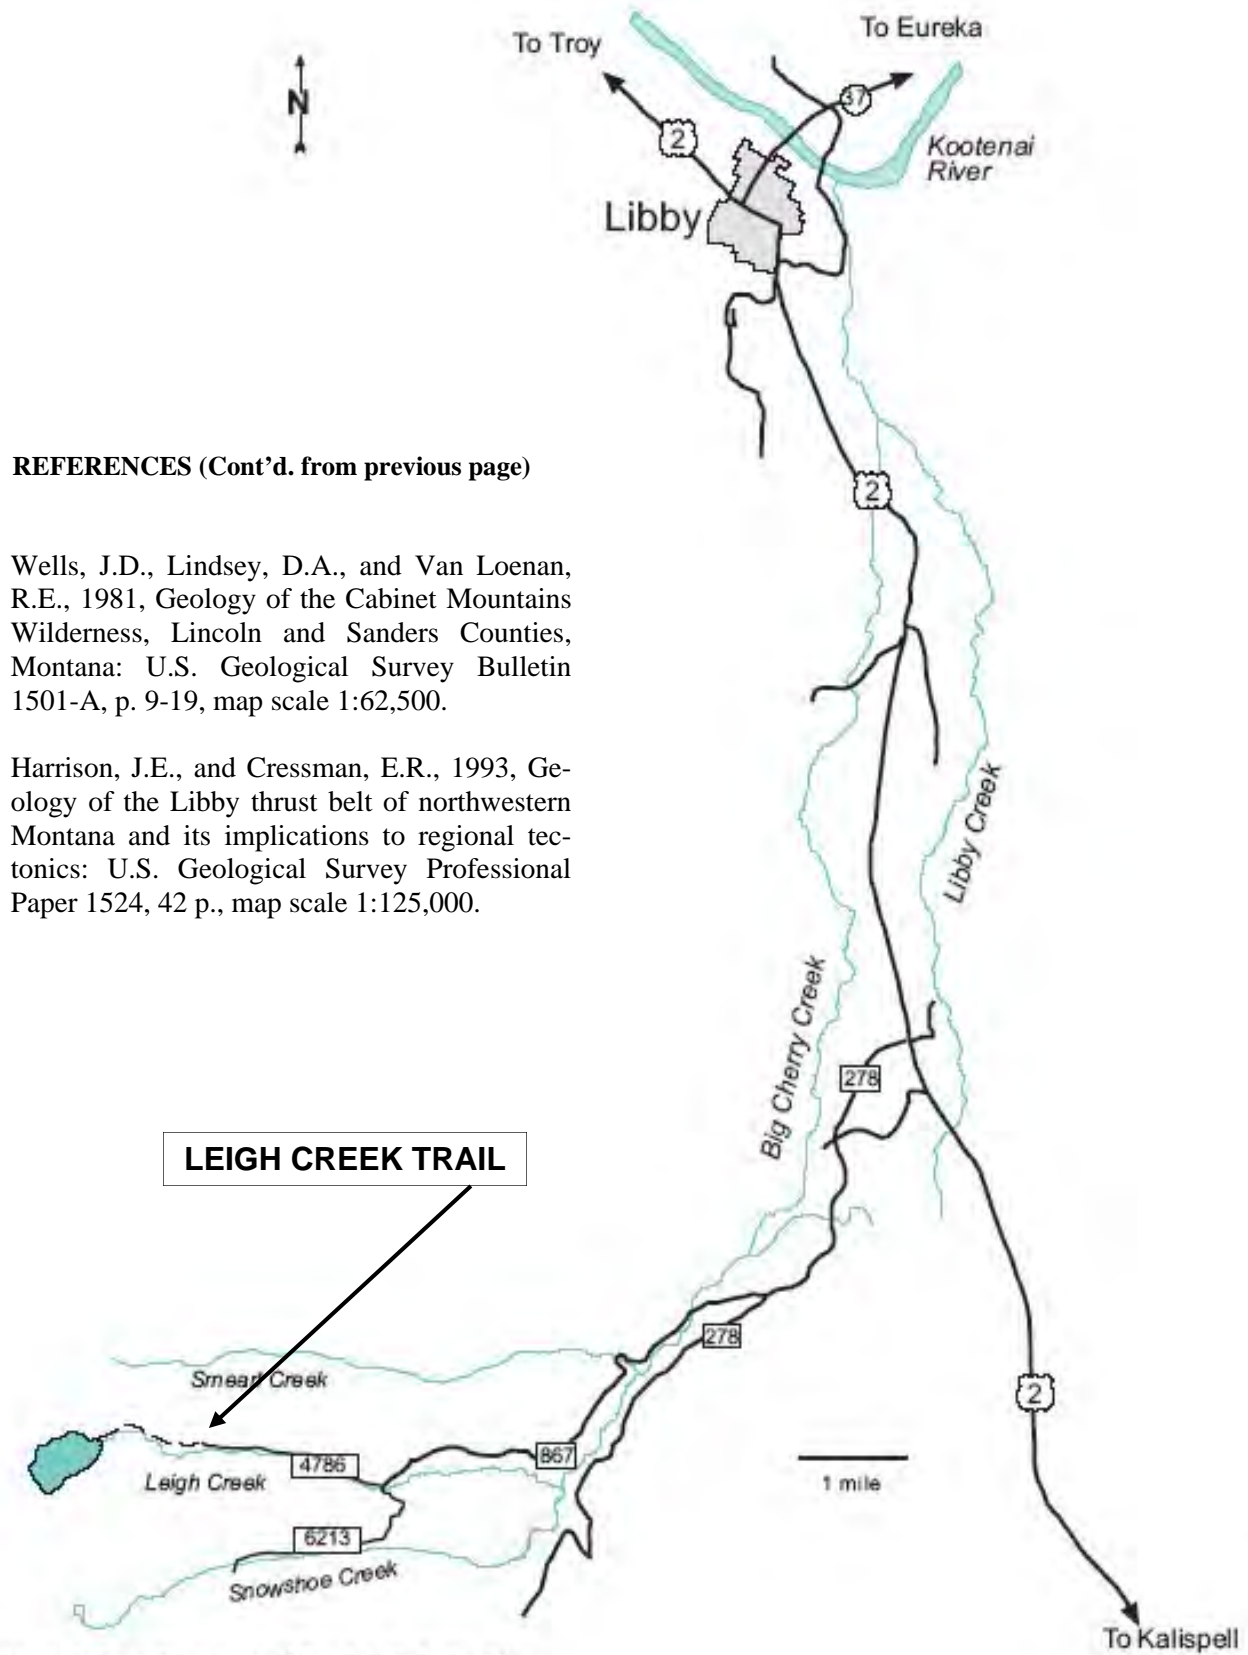 To Troy
To Eureka
N
37
2
Kootenai
River
Libby
REFERENCES (Cont’d. from previous page)
2
Wells, J.D., Lindsey, D.A., and Van Loenan,
R.E., 1981, Geology of the Cabinet Mountains
Wilderness, Lincoln and Sanders Counties,
Montana: U.S. Geological Survey Bulletin
1501-A, p. 9-19, map scale 1:62,500.
Harrison, J.E., and Cressman, E.R., 1993, Ge-
ology of the Libby thrust belt of northwestern
Montana and its implications to regional tec-
tonics: U.S. Geological Survey Professional
Paper 1524, 42 p., map scale 1:125,000.
Libby Creek
Big Cherry Creek
278
LEIGH CREEK TRAIL
278
Smearl Creek
2
867
4786
Leigh Creek
1 mile
6213
Snowshoe Creek
To Kalispell